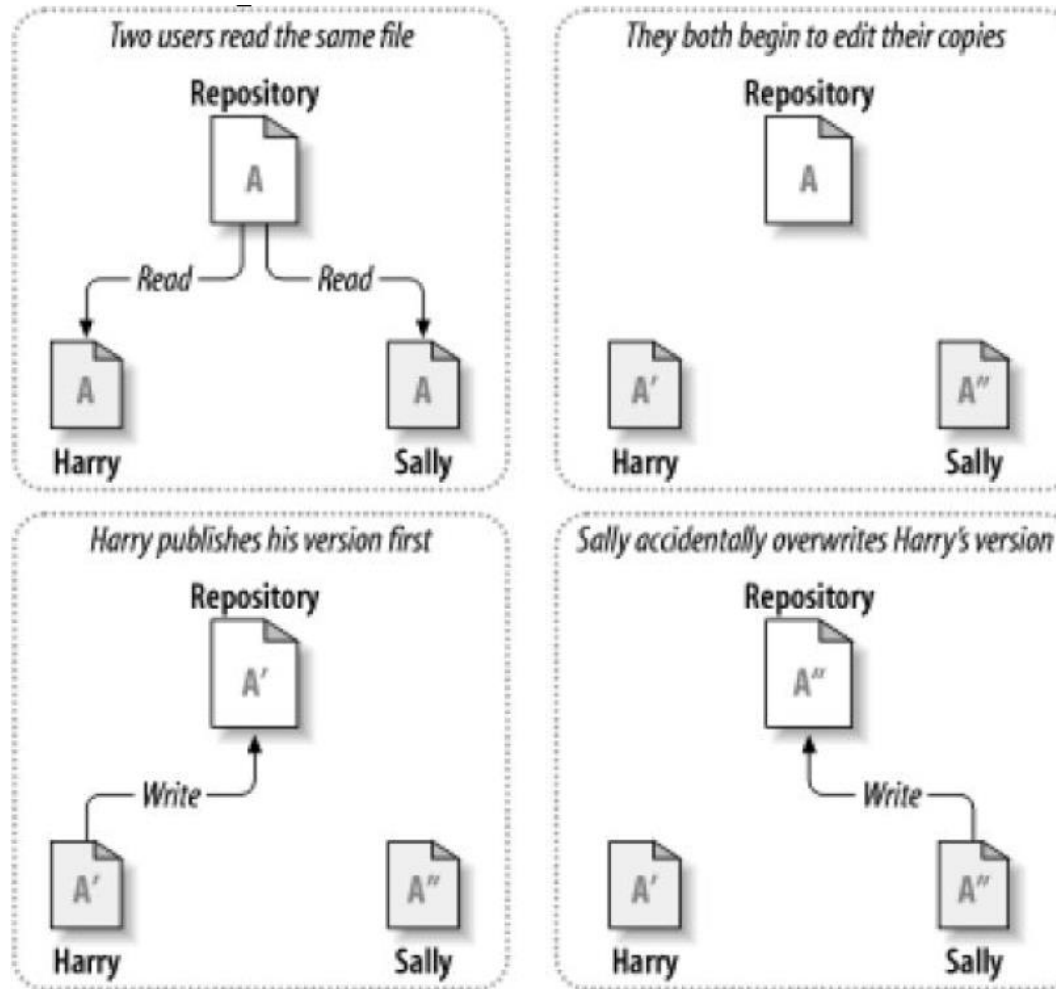 Two users read the same file
Repository
A
Read
Read
A
A
Harry
Sally
They both begin to edit their copies
Repository
A
A′
A″
Harry
Sally
Harry publishes his version first
Repository
A′
Write
A′
A″
Harry
Sally
Sally accidentally overwrites Harry's version
Repository
A″
Write
A′
A″
Harry
Sally